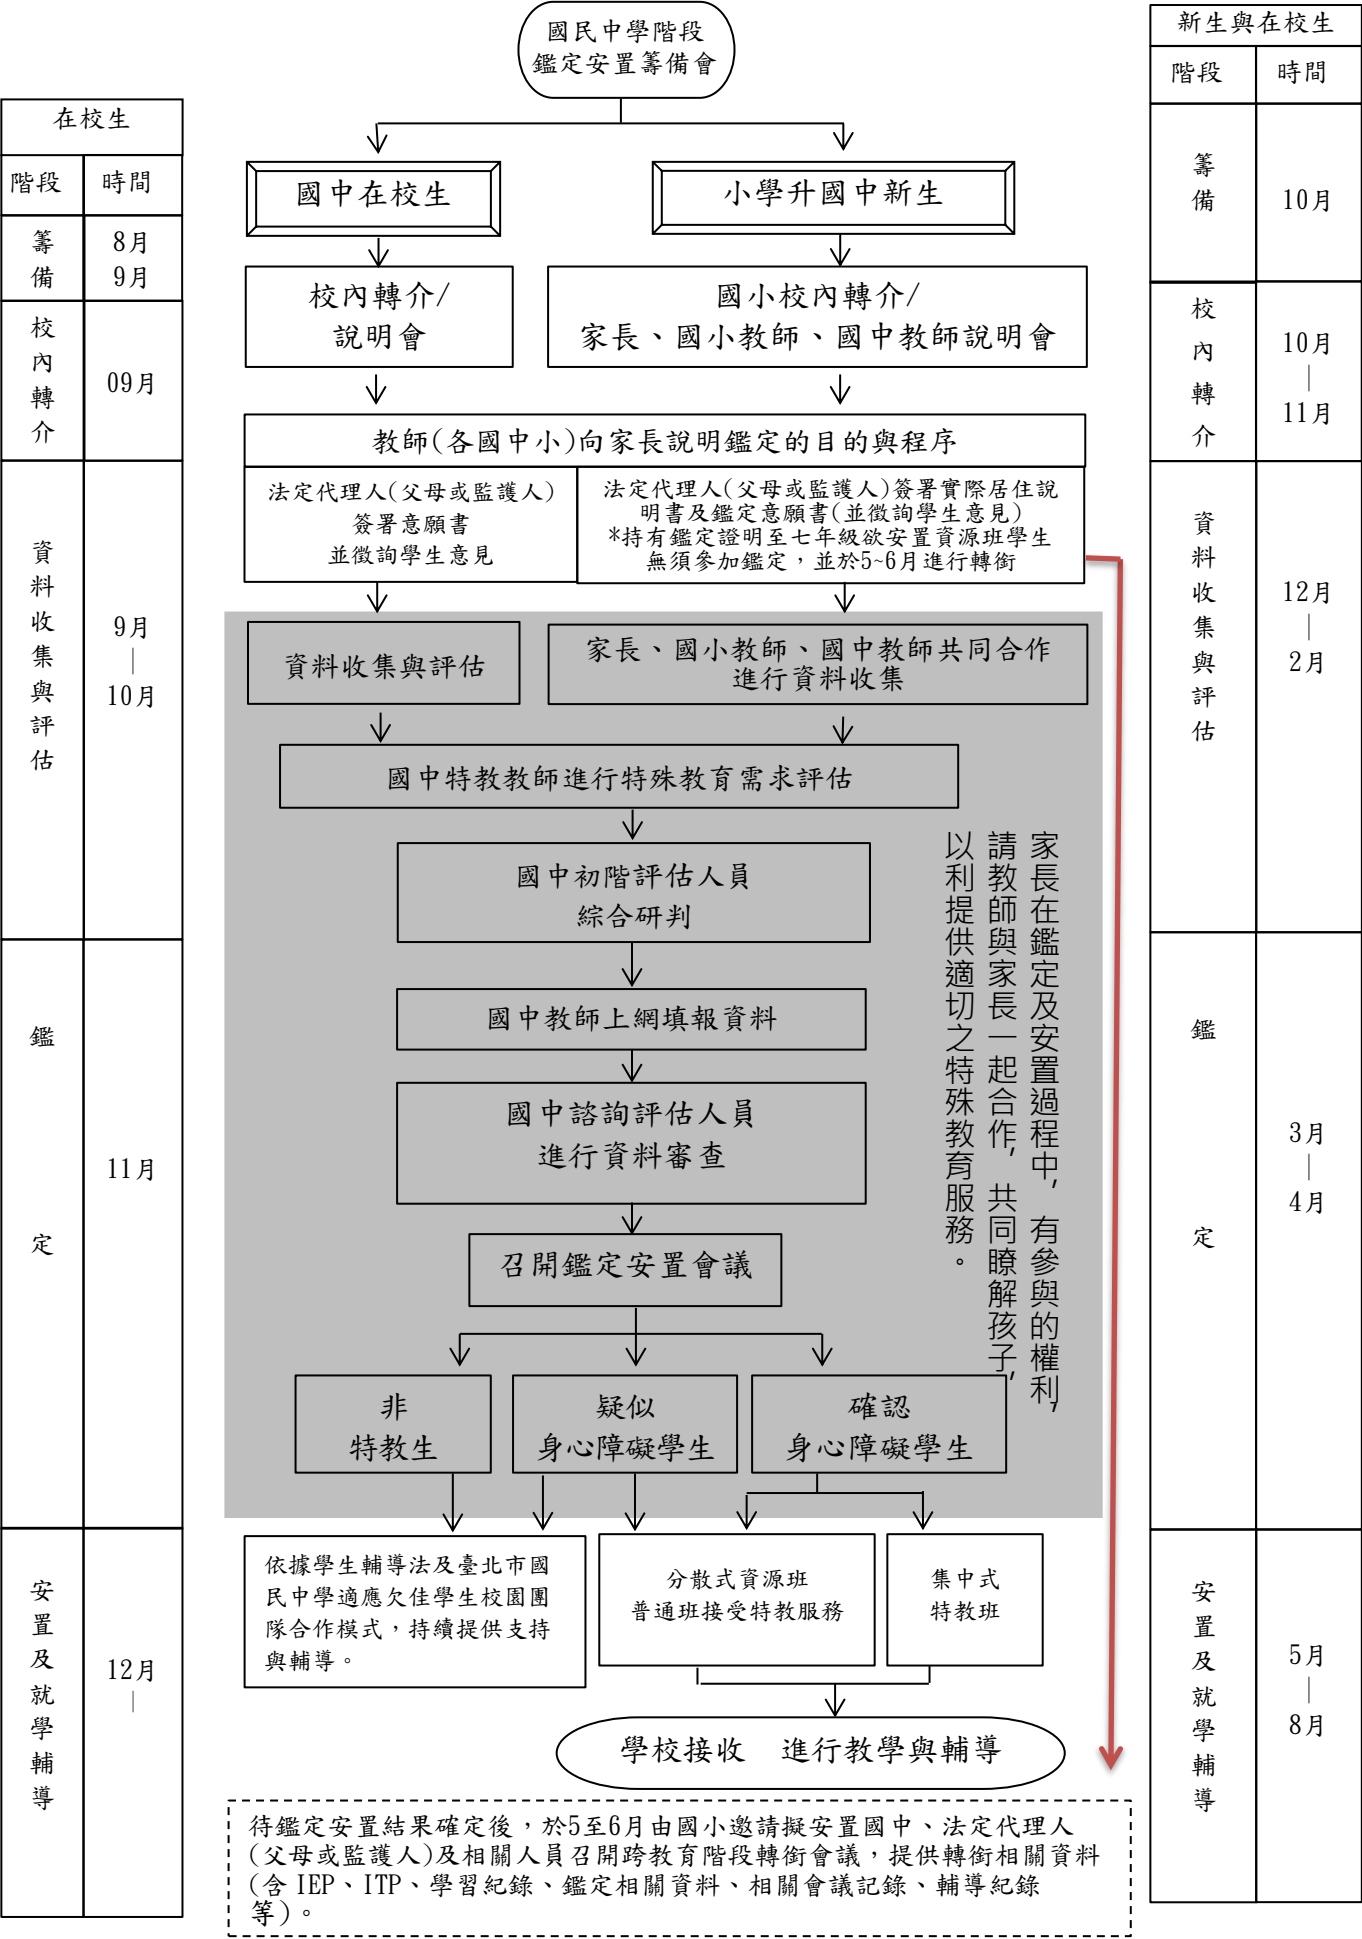 國民中學階段
鑑定安置籌備會
在校生
階段
時間
籌
備
8月
9月
校
內
轉
介
09月
資
料
收
集
與
評
估
9月
|
10月
鑑
定
11月
安
置
及
就
學
輔
導
12月
|
國中在校生
小學升國中新生
校內轉介/
說明會
國小校內轉介/
家長、國小教師、國中教師說明會
教師(各國中小)向家長說明鑑定的目的與程序
法定代理人(父母或監護人)
簽署意願書
並徵詢學生意見
法定代理人(父母或監護人)簽署實際居住說
明書及鑑定意願書(並徵詢學生意見)
*持有鑑定證明至七年級欲安置資源班學生
無須參加鑑定，並於5~6月進行轉銜
資料收集與評估
家長、國小教師、國中教師共同合作
進行資料收集
國中特教教師進行特殊教育需求評估
國中初階評估人員
綜合研判
國中教師上網填報資料
國中諮詢評估人員
進行資料審查
召開鑑定安置會議
家長在鑑定及安置過程中，有參與的權利，
請教師與家長一起合作，共同瞭解孩子，
以利提供適切之特殊教育服務。
非
特教生
疑似
身心障礙學生
確認
身心障礙學生
依據學生輔導法及臺北市國
民中學適應欠佳學生校園團
隊合作模式，持續提供支持
與輔導。
分散式資源班
普通班接受特教服務
集中式
特教班
學校接收　進行教學與輔導
待鑑定安置結果確定後，於5至6月由國小邀請擬安置國中、法定代理人
(父母或監護人)及相關人員召開跨教育階段轉銜會議，提供轉銜相關資料
(含 IEP、ITP、學習紀錄、鑑定相關資料、相關會議記錄、輔導紀錄
等)。
新生與在校生
階段
時間
籌
備
10月
校
內
轉
介
10月
|
11月
資
料
收
集
與
評
估
12月
|
2月
鑑
定
3月
|
4月
安
置
及
就
學
輔
導
5月
|
8月